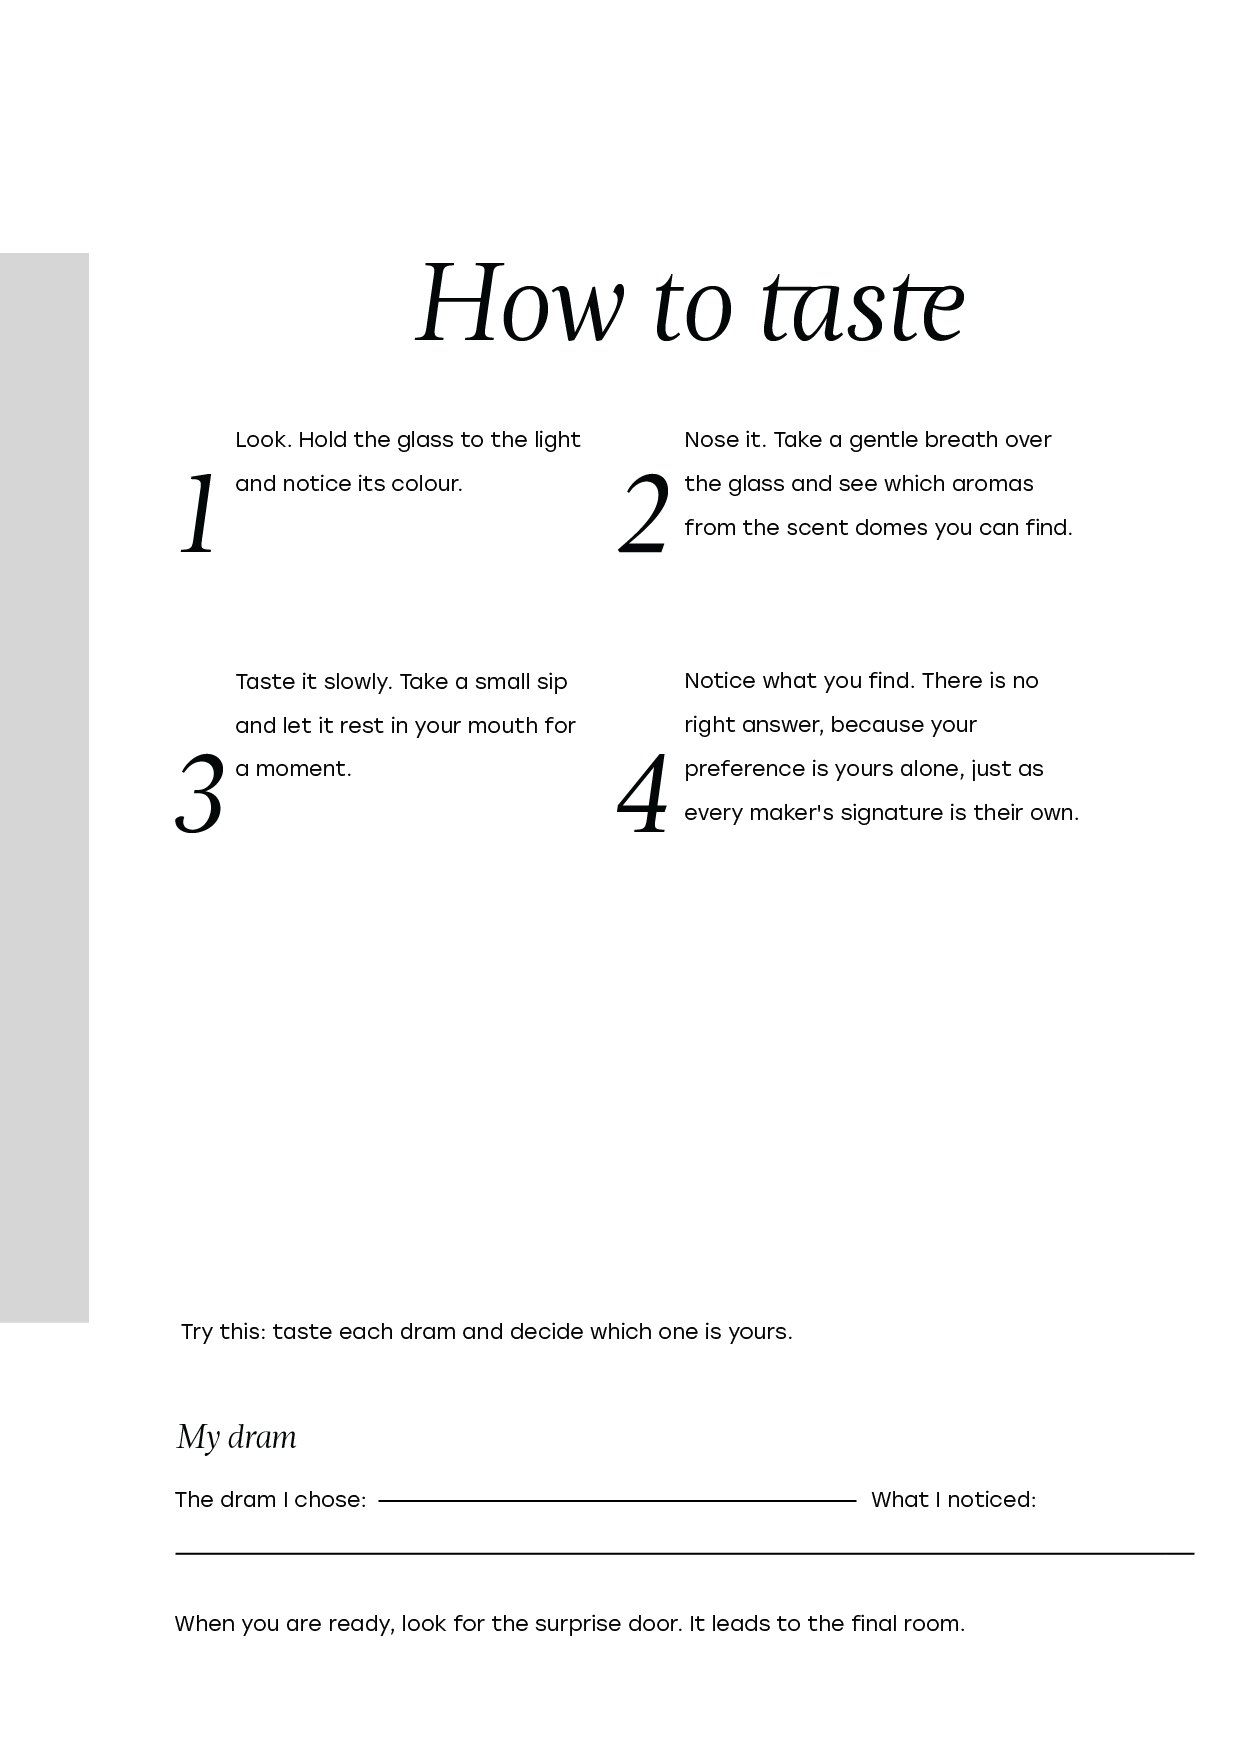 How to taste
1
Look. Hold the glass to the light
and notice its colour.
2
Nose it. Take a gentle breath over
the glass and see which aromas
from the scent domes you can find.
3
Taste it slowly. Take a small sip
and let it rest in your mouth for
a moment.
4
Notice what you find. There is no
right answer, because your
preference is yours alone, just as
every maker's signature is their own.
Try this: taste each dram and decide which one is yours.
My dram
The dram I chose: What I noticed:
When you are ready, look for the surprise door. It leads to the final room.